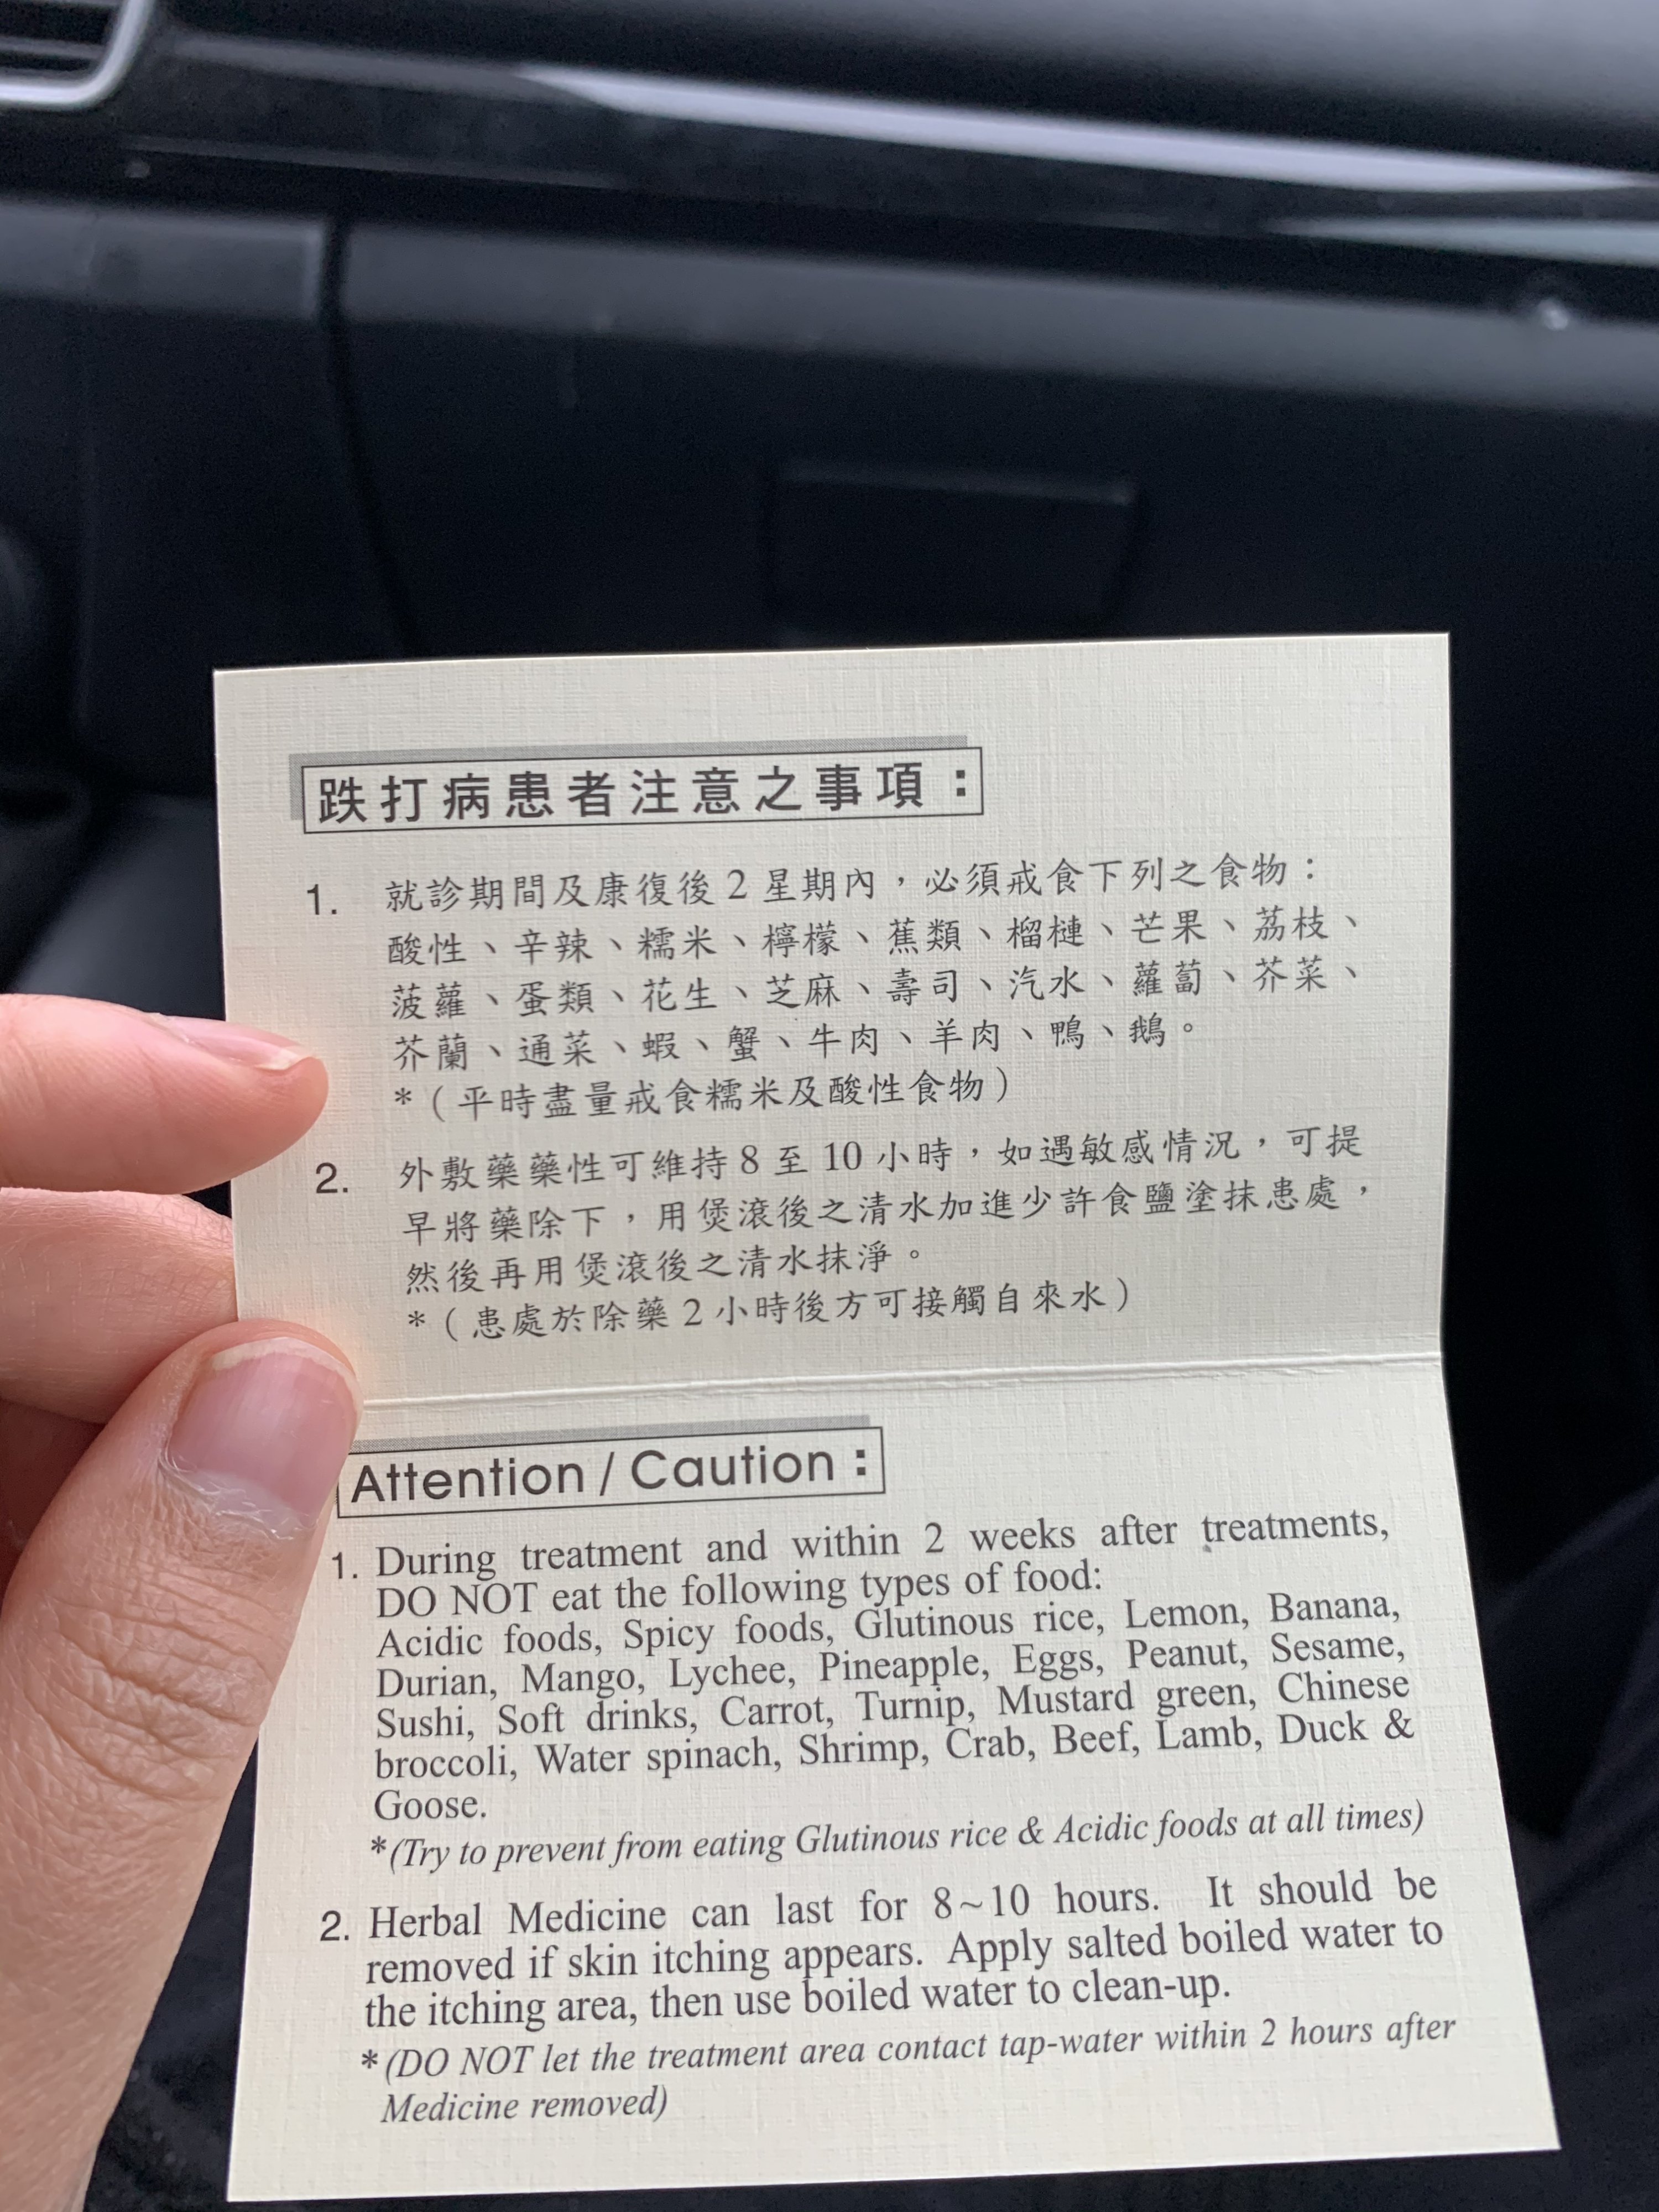 跌打病患者注意之事項：
1. 就診期間及康復後 2 星期內，必須戒食下列之食物：
酸性、辛辣、糯米、檸檬、蕉類、榴槤、芒果、荔枝、
菠蘿、蛋類、花生、芝麻、壽司、汽水、蘿蔔、芥菜、
芥蘭、通菜、蝦、蟹、牛肉、羊肉、鴨、鵝。
*（平時盡量戒食糯米及酸性食物）
2. 外敷藥藥性可維持 8 至 10 小時，如遇敏感情況，可提
早將藥除下，用煲滾後之清水加進少許食鹽塗抹患處，
然後再用煲滾後之清水抹淨。
*（患處於除藥 2 小時後方可接觸自來水）
Attention / Caution :
1. During treatment and within 2 weeks after treatments,
DO NOT eat the following types of food:
Acidic foods, Spicy foods, Glutinous rice, Lemon, Banana,
Durian, Mango, Lychee, Pineapple, Eggs, Peanut, Sesame,
Sushi, Soft drinks, Carrot, Turnip, Mustard green, Chinese
broccoli, Water spinach, Shrimp, Crab, Beef, Lamb, Duck &
Goose.
*(Try to prevent from eating Glutinous rice & Acidic foods at all times)
2. Herbal Medicine can last for 8~10 hours. It should be
removed if skin itching appears. Apply salted boiled water to
the itching area, then use boiled water to clean-up.
*(DO NOT let the treatment area contact tap-water within 2 hours after
Medicine removed)